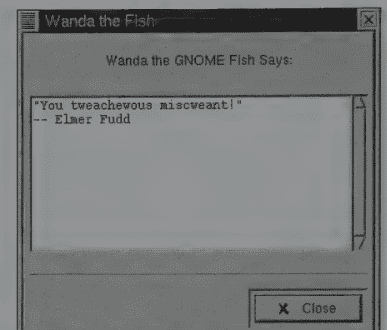 Wanda the Fish
Wanda the GNOME Fish Says:
"You tweachewous miscweant!"
-- Elmer Fudd
X Close